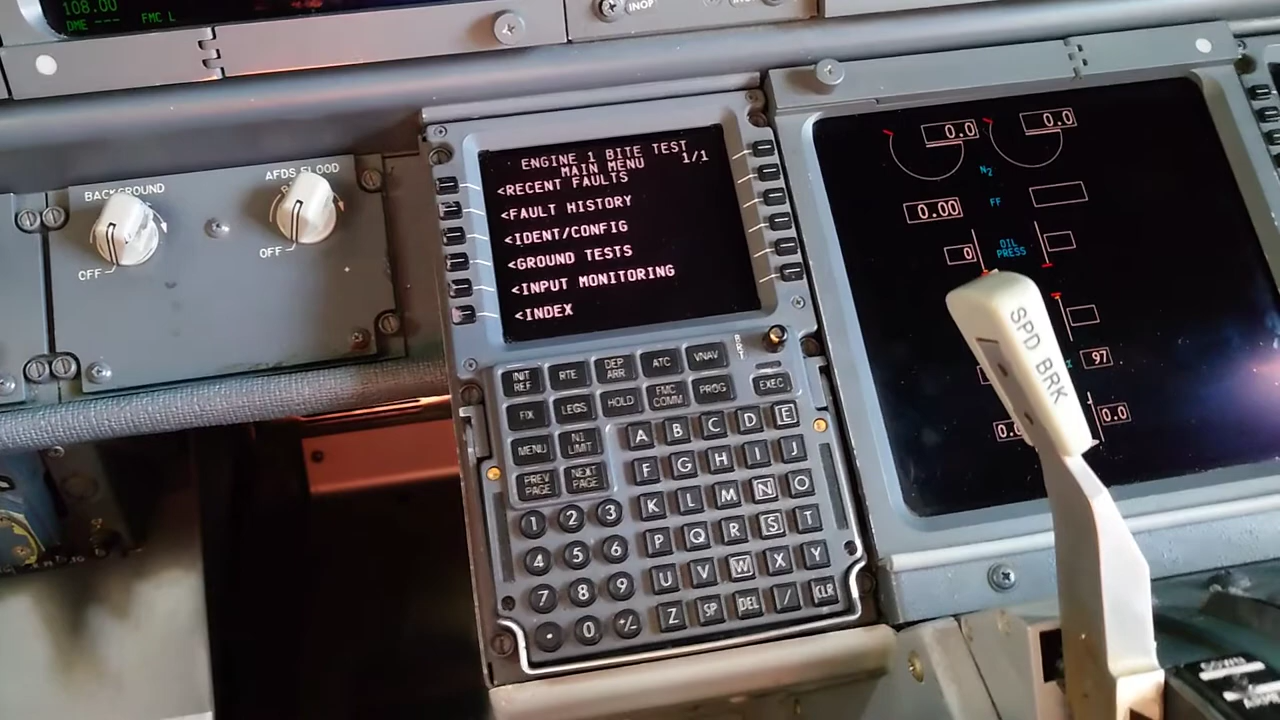 108.00
DME --- FMC L
INOP
BACKGROUND
OFF
AFDS FLOOD
OFF
ENGINE 1 BITE TEST
MAIN MENU 1/1
<RECENT FAULTS
<FAULT HISTORY
<IDENT/CONFIG
<GROUND TESTS
<INPUT MONITORING
<INDEX
BRT
INIT REF
RTE
DEP ARR
ATC
VNAV
FIX
LEGS
HOLD
FMC COMM
PROG
EXEC
MENU
N1 LIMIT
PREV PAGE
NEXT PAGE
A B C D E
F G H I J
K L M N O
P Q R S T
U V W X Y
Z SP DEL / CLR
1 2 3
4 5 6
7 8 9
. 0 +/-
0.0 0.0
N2
0.00 FF
0 OIL PRESS
97
0.0
SPD BRK
DOWN